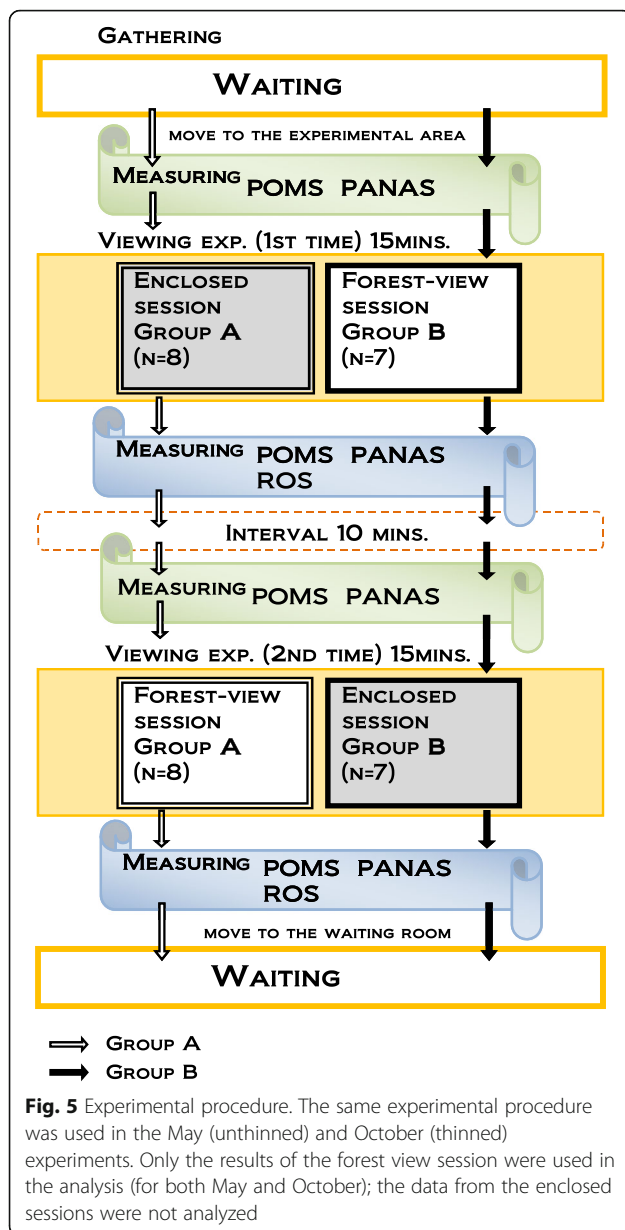 GATHERING
WAITING
MOVE TO THE EXPERIMENTAL AREA
MEASURING POMS PANAS
VIEWING EXP. (1ST TIME) 15MINS.
ENCLOSED
SESSION
GROUP A
(N=8)
FOREST-VIEW
SESSION
GROUP B
(N=7)
MEASURING POMS PANAS
ROS
INTERVAL 10 MINS.
MEASURING POMS PANAS
VIEWING EXP. (2ND TIME) 15MINS.
FOREST-VIEW
SESSION
GROUP A
(N=8)
ENCLOSED
SESSION
GROUP B
(N=7)
MEASURING POMS PANAS
ROS
MOVE TO THE WAITING ROOM
WAITING
GROUP A
GROUP B
Fig. 5 Experimental procedure. The same experimental procedure
was used in the May (unthinned) and October (thinned)
experiments. Only the results of the forest view session were used in
the analysis (for both May and October); the data from the enclosed
sessions were not analyzed